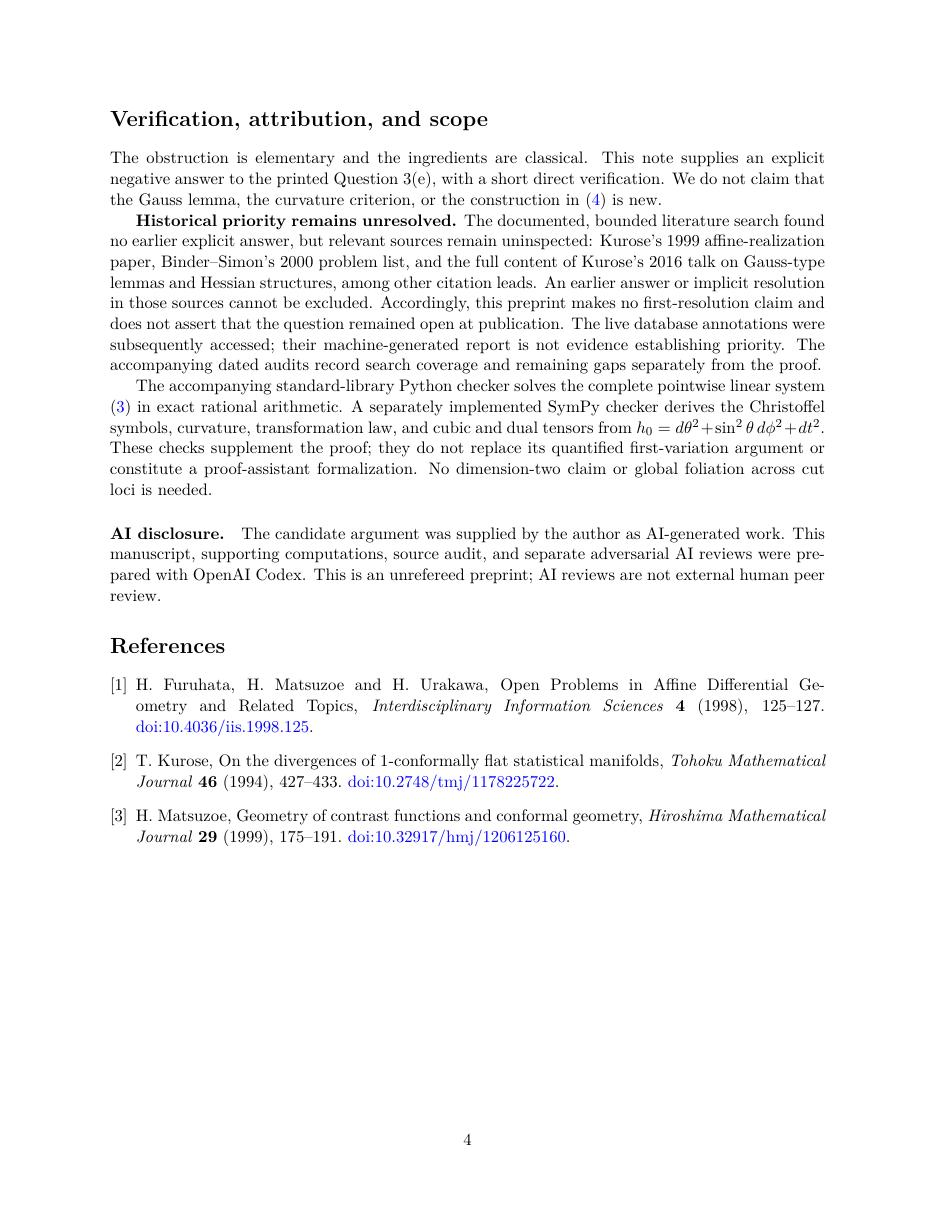 Verification, attribution, and scope
The obstruction is elementary and the ingredients are classical. This note supplies an explicit
negative answer to the printed Question 3(e), with a short direct verification. We do not claim that
the Gauss lemma, the curvature criterion, or the construction in (4) is new.
Historical priority remains unresolved. The documented, bounded literature search found
no earlier explicit answer, but relevant sources remain uninspected: Kurose's 1999 affine-realization
paper, Binder–Simon's 2000 problem list, and the full content of Kurose's 2016 talk on Gauss-type
lemmas and Hessian structures, among other citation leads. An earlier answer or implicit resolution
in those sources cannot be excluded. Accordingly, this preprint makes no first-resolution claim and
does not assert that the question remained open at publication. The live database annotations were
subsequently accessed; their machine-generated report is not evidence establishing priority. The
accompanying dated audits record search coverage and remaining gaps separately from the proof.
The accompanying standard-library Python checker solves the complete pointwise linear system
(3) in exact rational arithmetic. A separately implemented SymPy checker derives the Christoffel
symbols, curvature, transformation law, and cubic and dual tensors from h₀ = dθ² + sin² θ dϕ² + dt².
These checks supplement the proof; they do not replace its quantified first-variation argument or
constitute a proof-assistant formalization. No dimension-two claim or global foliation across cut
loci is needed.
AI disclosure. The candidate argument was supplied by the author as AI-generated work. This
manuscript, supporting computations, source audit, and separate adversarial AI reviews were pre-
pared with OpenAI Codex. This is an unrefereed preprint; AI reviews are not external human peer
review.
References
[1] H. Furuhata, H. Matsuzoe and H. Urakawa, Open Problems in Affine Differential Ge-
ometry and Related Topics, Interdisciplinary Information Sciences 4 (1998), 125–127.
doi:10.4036/iis.1998.125.
[2] T. Kurose, On the divergences of 1-conformally flat statistical manifolds, Tohoku Mathematical
Journal 46 (1994), 427–433. doi:10.2748/tmj/1178225722.
[3] H. Matsuzoe, Geometry of contrast functions and conformal geometry, Hiroshima Mathematical
Journal 29 (1999), 175–191. doi:10.32917/hmj/1206125160.
4